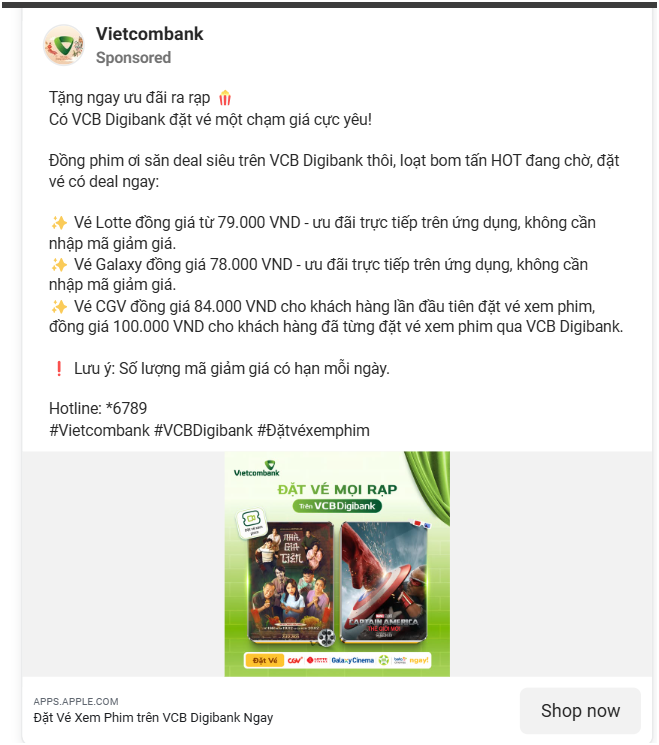 Vietcombank
Sponsored
Tặng ngay ưu đãi ra rạp 🍿
Có VCB Digibank đặt vé một chạm giá cực yêu!
Đồng phim ơi săn deal siêu trên VCB Digibank thôi, loạt bom tấn HOT đang chờ, đặt
vé có deal ngay:
✨ Vé Lotte đồng giá từ 79.000 VND - ưu đãi trực tiếp trên ứng dụng, không cần
nhập mã giảm giá.
✨ Vé Galaxy đồng giá 78.000 VND - ưu đãi trực tiếp trên ứng dụng, không cần
nhập mã giảm giá.
✨ Vé CGV đồng giá 84.000 VND cho khách hàng lần đầu tiên đặt vé xem phim,
đồng giá 100.000 VND cho khách hàng đã từng đặt vé xem phim qua VCB Digibank.
❗ Lưu ý: Số lượng mã giảm giá có hạn mỗi ngày.
Hotline: *6789
#Vietcombank #VCBDigibank #Đặtvéxemphim
Vietcombank
ĐẶT VÉ MỌI RẠP
Trên VCBDigibank
NHÀ GIA TIÊN
MARVEL STUDIOS
CAPTAIN AMERICA
THẾ GIỚI MỚI
Đặt Vé CGV GalaxyCinema ngay!
APPS.APPLE.COM
Đặt Vé Xem Phim trên VCB Digibank Ngay
Shop now